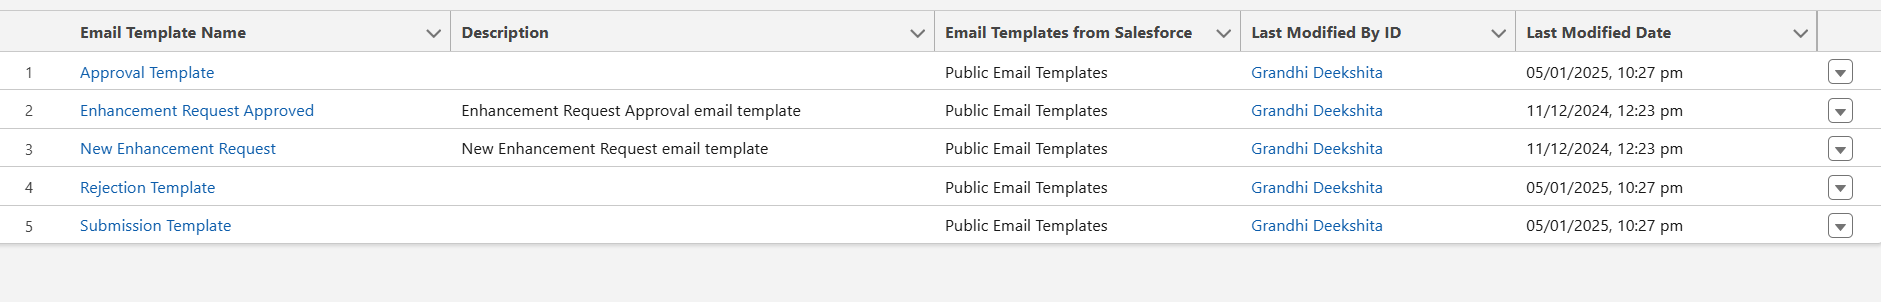 Email Template Name Description Email Templates from Salesforce Last Modified By ID Last Modified Date
1 Approval Template Public Email Templates Grandhi Deekshita 05/01/2025, 10:27 pm
2 Enhancement Request Approved Enhancement Request Approval email template Public Email Templates Grandhi Deekshita 11/12/2024, 12:23 pm
3 New Enhancement Request New Enhancement Request email template Public Email Templates Grandhi Deekshita 11/12/2024, 12:23 pm
4 Rejection Template Public Email Templates Grandhi Deekshita 05/01/2025, 10:27 pm
5 Submission Template Public Email Templates Grandhi Deekshita 05/01/2025, 10:27 pm